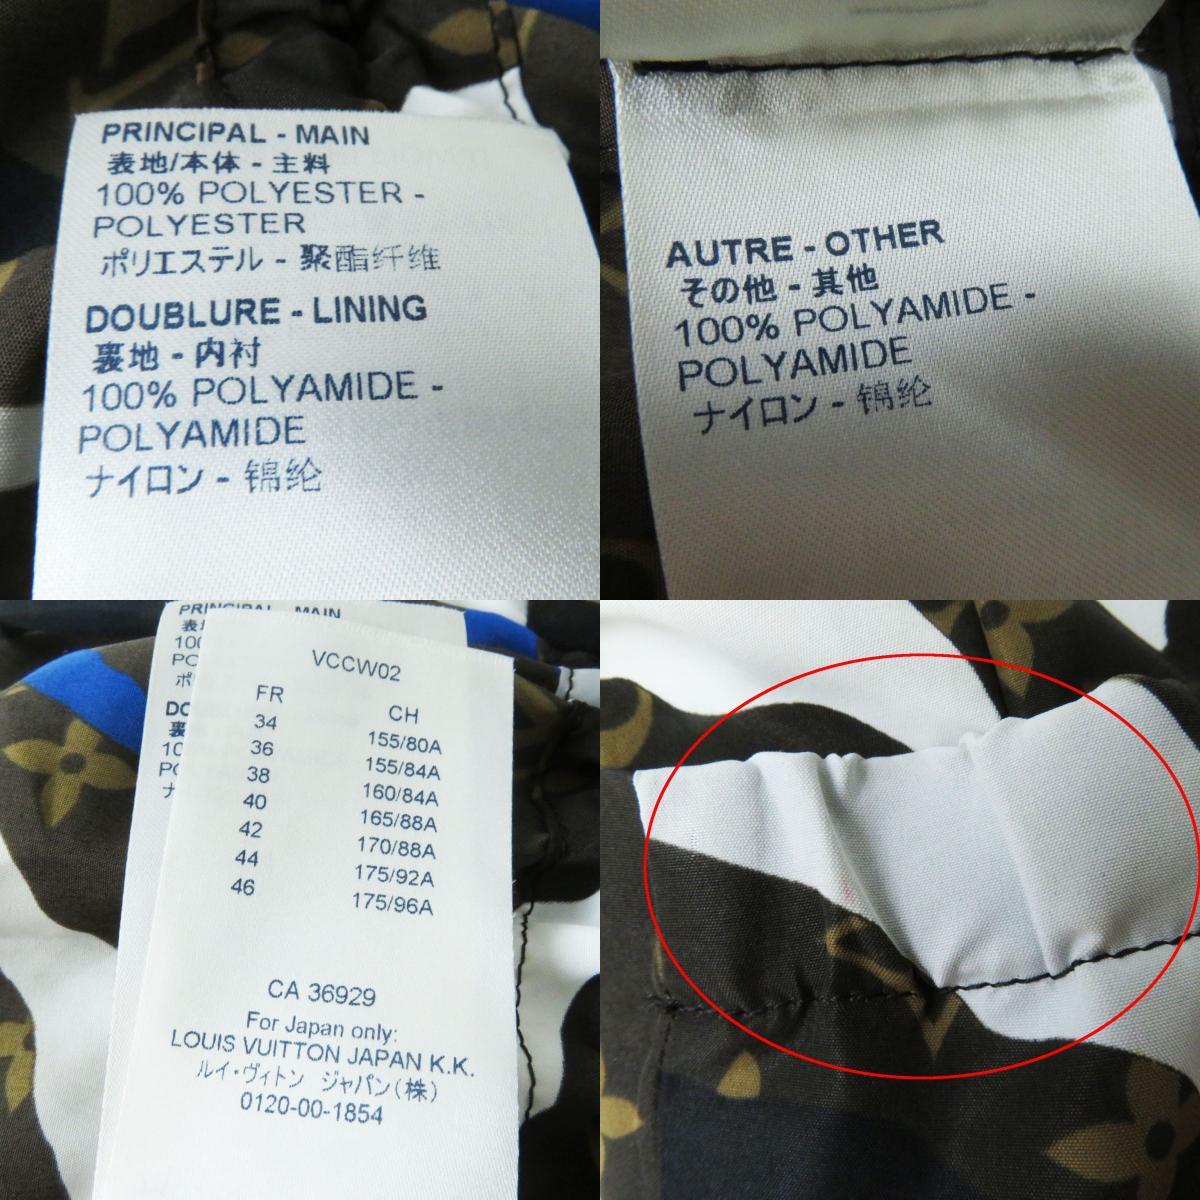 PRINCIPAL - MAIN
表地/本体 - 主料
100% POLYESTER -
POLYESTER
ポリエステル - 聚酯纤维
DOUBLURE - LINING
裏地 - 内衬
100% POLYAMIDE -
POLYAMIDE
ナイロン - 锦纶
AUTRE - OTHER
その他 - 其他
100% POLYAMIDE -
POLYAMIDE
ナイロン - 锦纶
PRINCIPAL - MAIN
VCCW02
FR CH
34 155/80A
36 155/84A
38 160/84A
40 165/88A
42 170/88A
44 175/92A
46 175/96A
CA 36929
For Japan only:
LOUIS VUITTON JAPAN K.K.
ルイ・ヴィトン ジャパン(株)
0120-00-1854